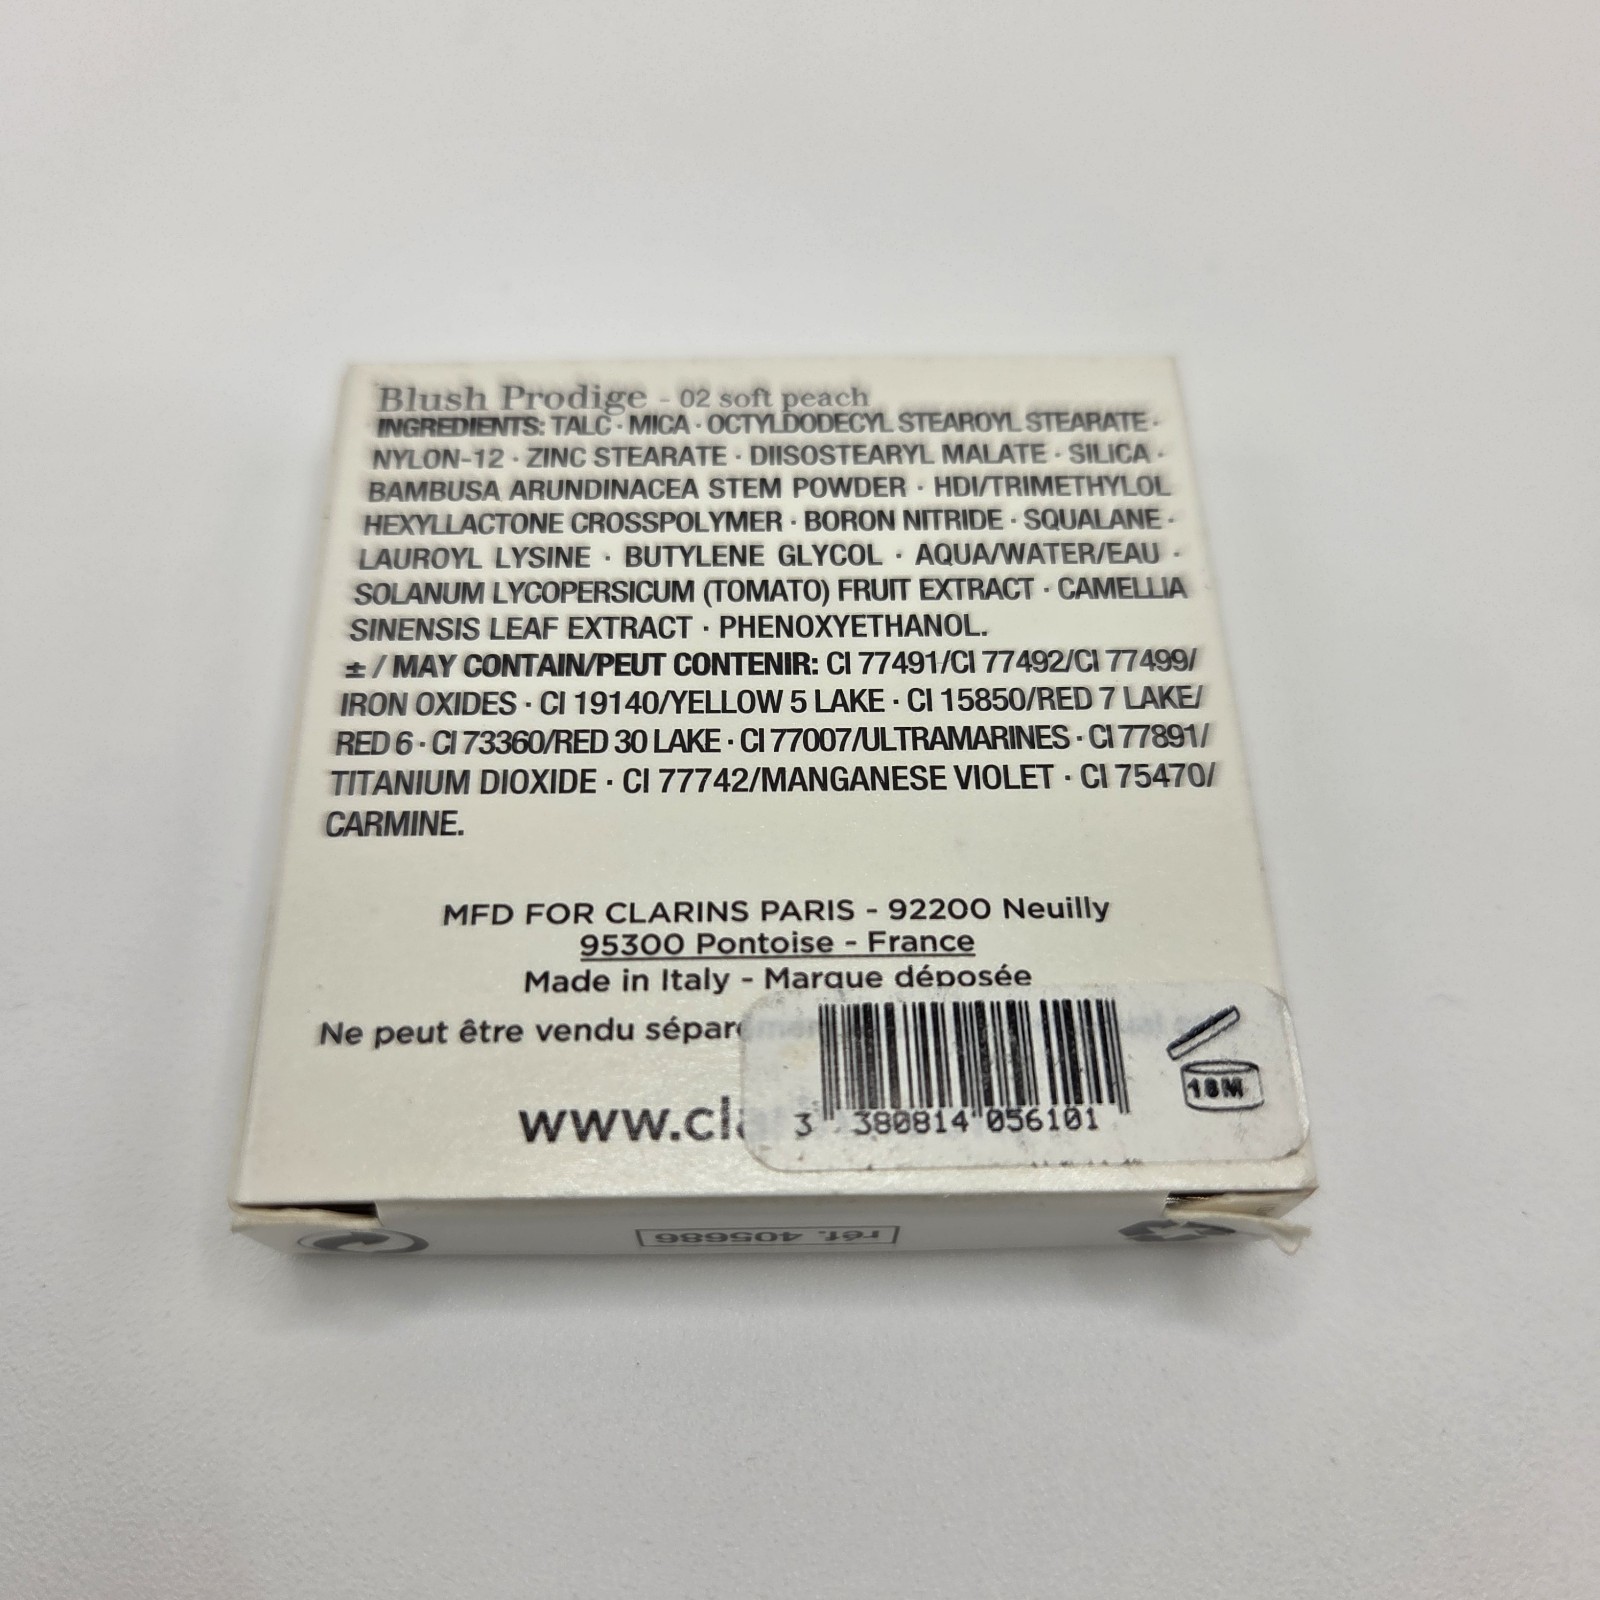 Blush Prodige - 02 soft peach
INGREDIENTS: TALC · MICA · OCTYLDODECYL STEAROYL STEARATE ·
NYLON-12 · ZINC STEARATE · DIISOSTEARYL MALATE · SILICA ·
BAMBUSA ARUNDINACEA STEM POWDER · HDI/TRIMETHYLOL
HEXYLLACTONE CROSSPOLYMER · BORON NITRIDE · SQUALANE ·
LAUROYL LYSINE · BUTYLENE GLYCOL · AQUA/WATER/EAU ·
SOLANUM LYCOPERSICUM (TOMATO) FRUIT EXTRACT · CAMELLIA
SINENSIS LEAF EXTRACT · PHENOXYETHANOL.
± / MAY CONTAIN/PEUT CONTENIR: CI 77491/CI 77492/CI 77499/
IRON OXIDES · CI 19140/YELLOW 5 LAKE · CI 15850/RED 7 LAKE/
RED 6 · CI 73360/RED 30 LAKE · CI 77007/ULTRAMARINES · CI 77891/
TITANIUM DIOXIDE · CI 77742/MANGANESE VIOLET · CI 75470/
CARMINE.
MFD FOR CLARINS PARIS - 92200 Neuilly
95300 Pontoise - France
Made in Italy - Marque déposée
Ne peut être vendu sépar
www.cla
3 380814 056101
18M
réf. 405686